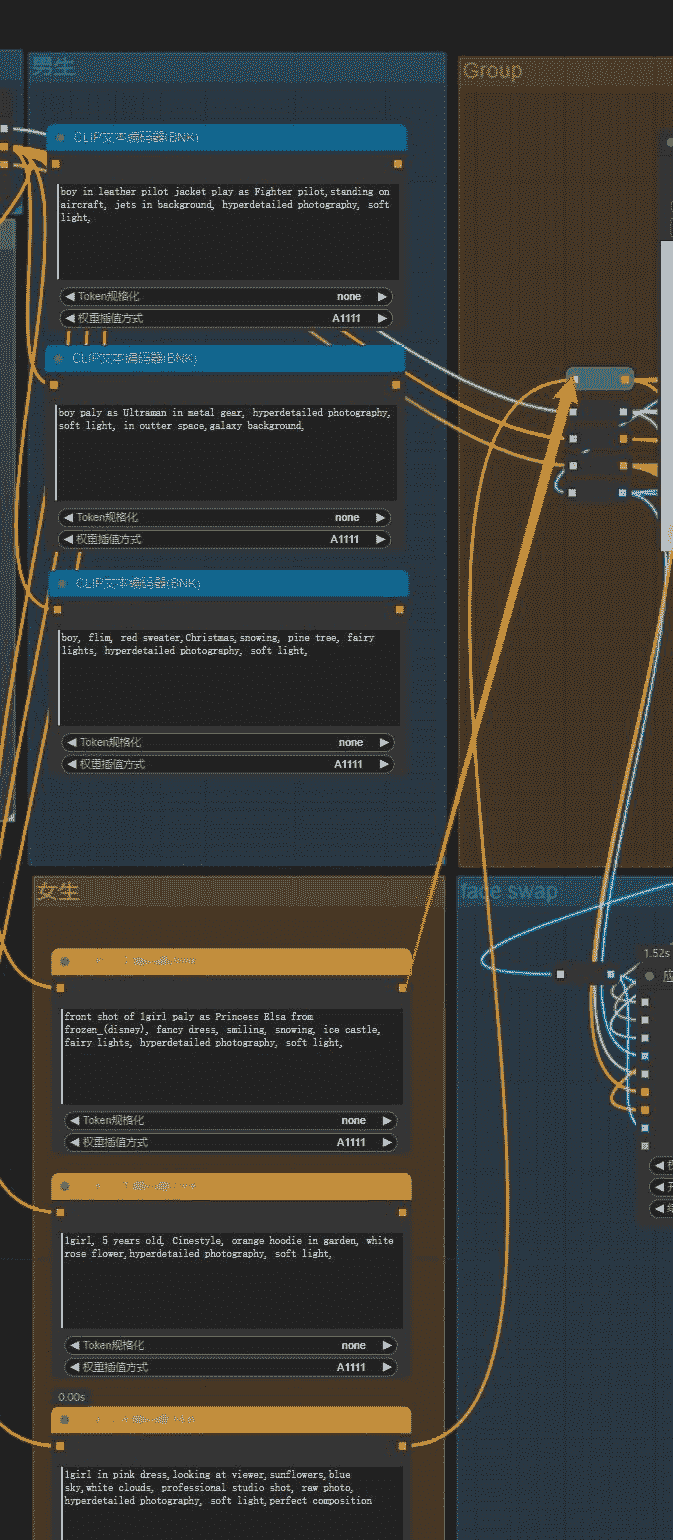 男生
CLIP文本编码器(BNK)
boy in leather pilot jacket play as Fighter pilot,standing on
aircraft, jets in background, hyperdetailed photography, soft
light,
Token规格化 none
权重插值方式 A1111
CLIP文本编码器(BNK)
boy paly as Ultraman in metal gear, hyperdetailed photography,
soft light, in outter space,galaxy background,
Token规格化 none
权重插值方式 A1111
CLIP文本编码器(BNK)
boy, flim, red sweater,Christmas,snowing, pine tree, fairy
lights, hyperdetailed photography, soft light,
Token规格化 none
权重插值方式 A1111
女生
front shot of 1girl paly as Princess Elsa from
frozen_(disney), fancy dress, smiling, snowing, ice castle,
fairy lights, hyperdetailed photography, soft light,
Token规格化 none
权重插值方式 A1111
1girl, 5 years old, Cinestyle, orange hoodie in garden, white
rose flower,hyperdetailed photography, soft light,
Token规格化 none
权重插值方式 A1111
0.00s
1girl in pink dress,looking at viewer,sunflowers,blue
sky,white clouds, professional studio shot, raw photo,
hyperdetailed photography, soft light,perfect composition
Group
face swap
1.52s
应